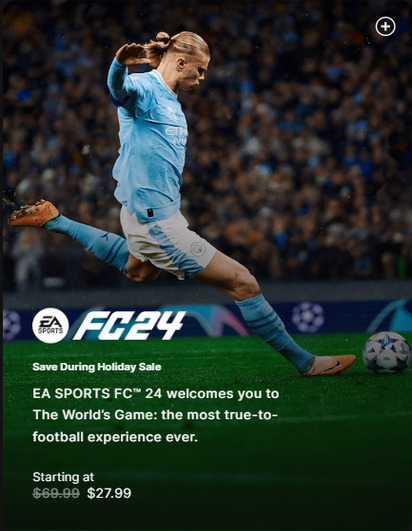 EA
SPORTS
FC24
Save During Holiday Sale
EA SPORTS FC™ 24 welcomes you to
The World's Game: the most true-to-
football experience ever.
Starting at
$69.99 $27.99